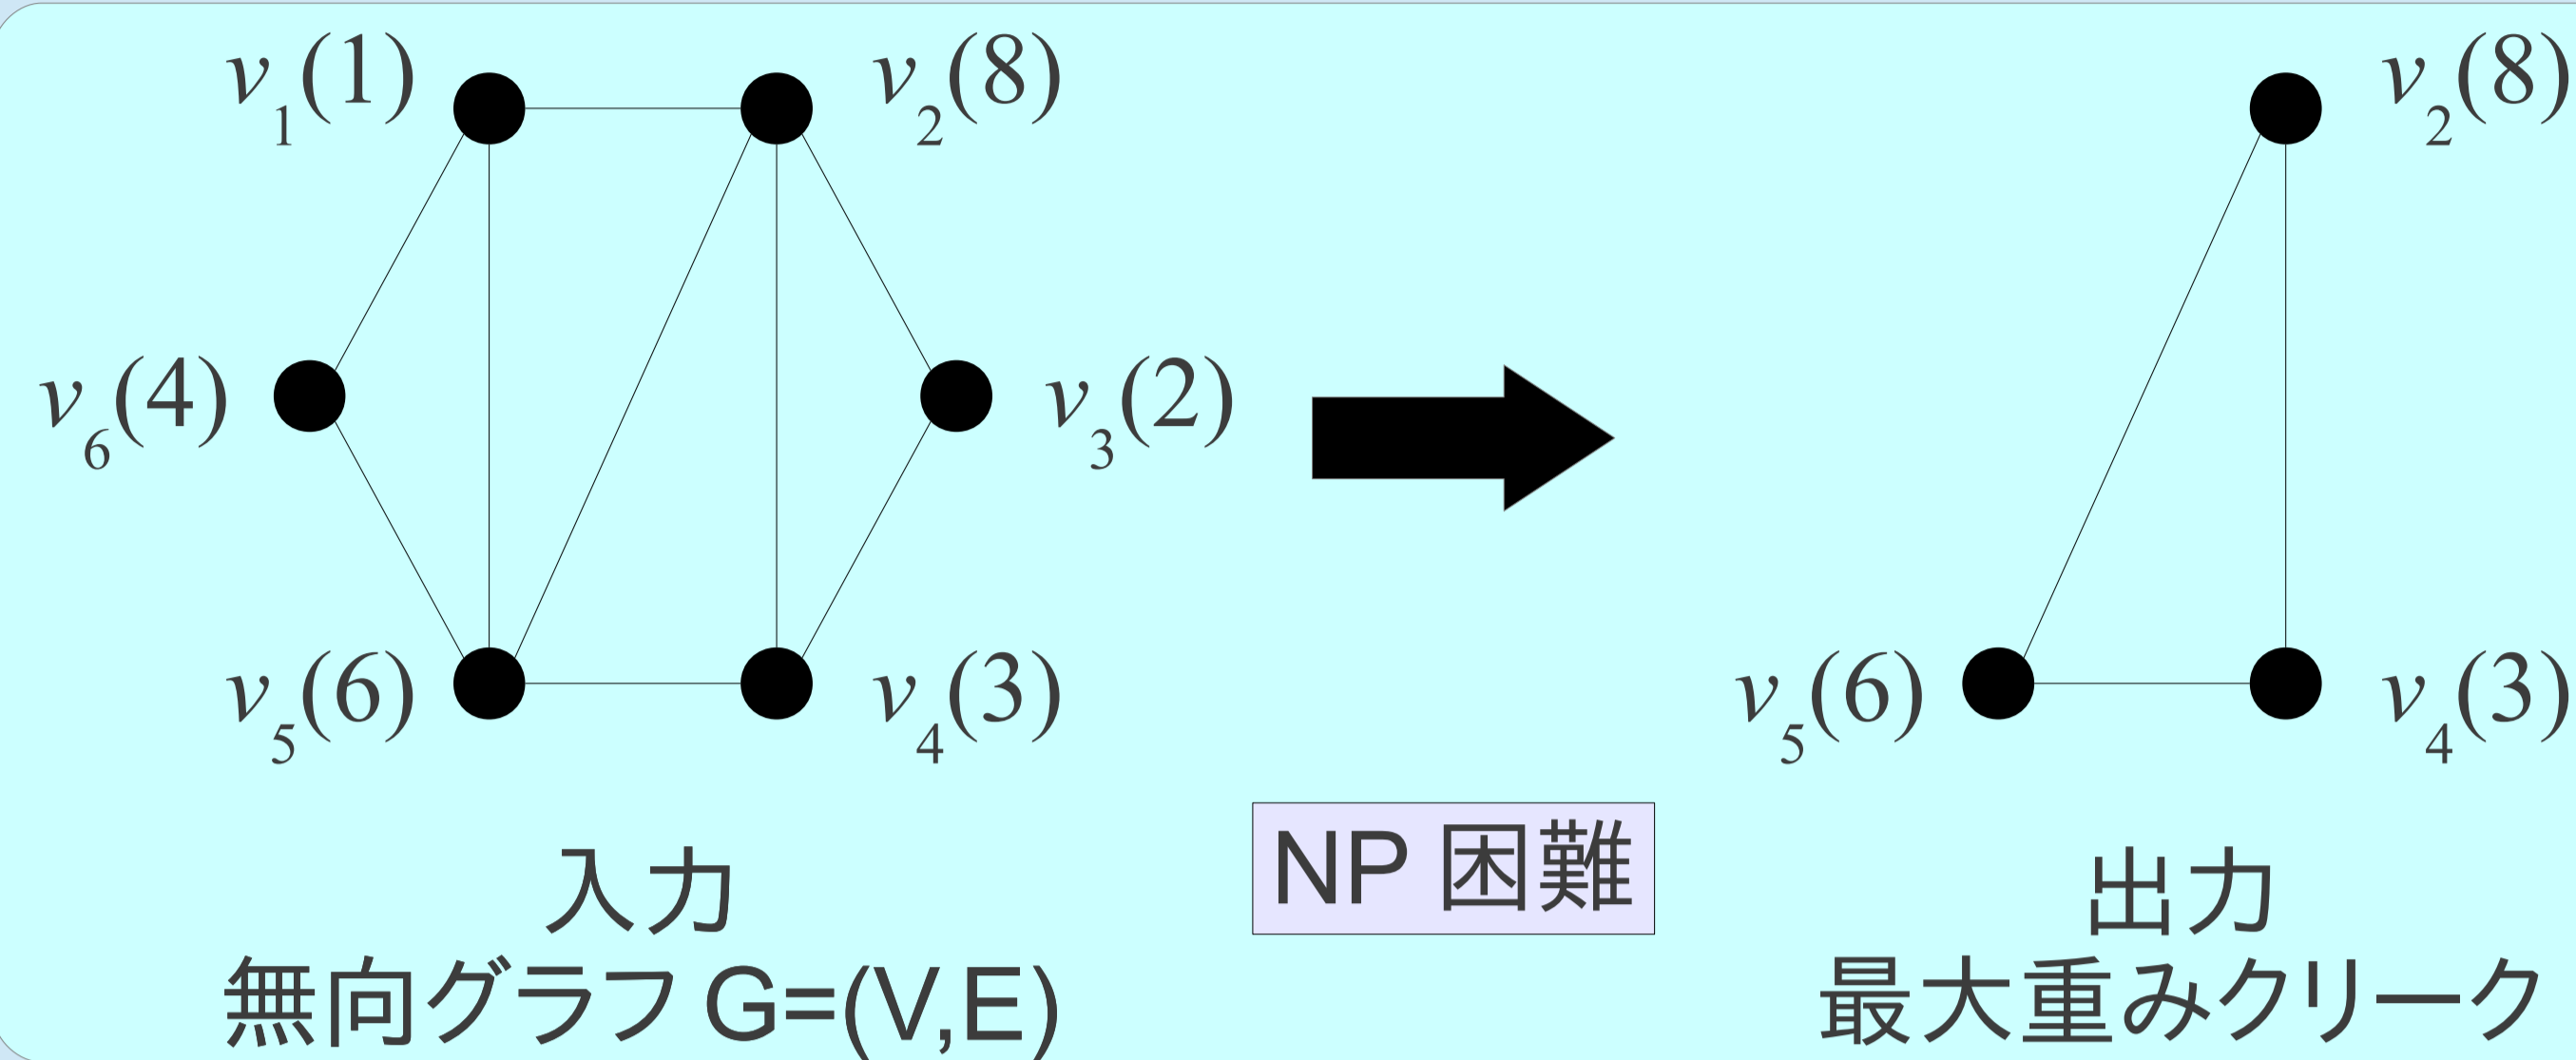 v1(1)
v2(8)
v6(4)
v3(2)
v5(6)
v4(3)
入力
無向グラフ G=(V,E)
NP 困難
v2(8)
v5(6)
v4(3)
出力
最大重みクリーク